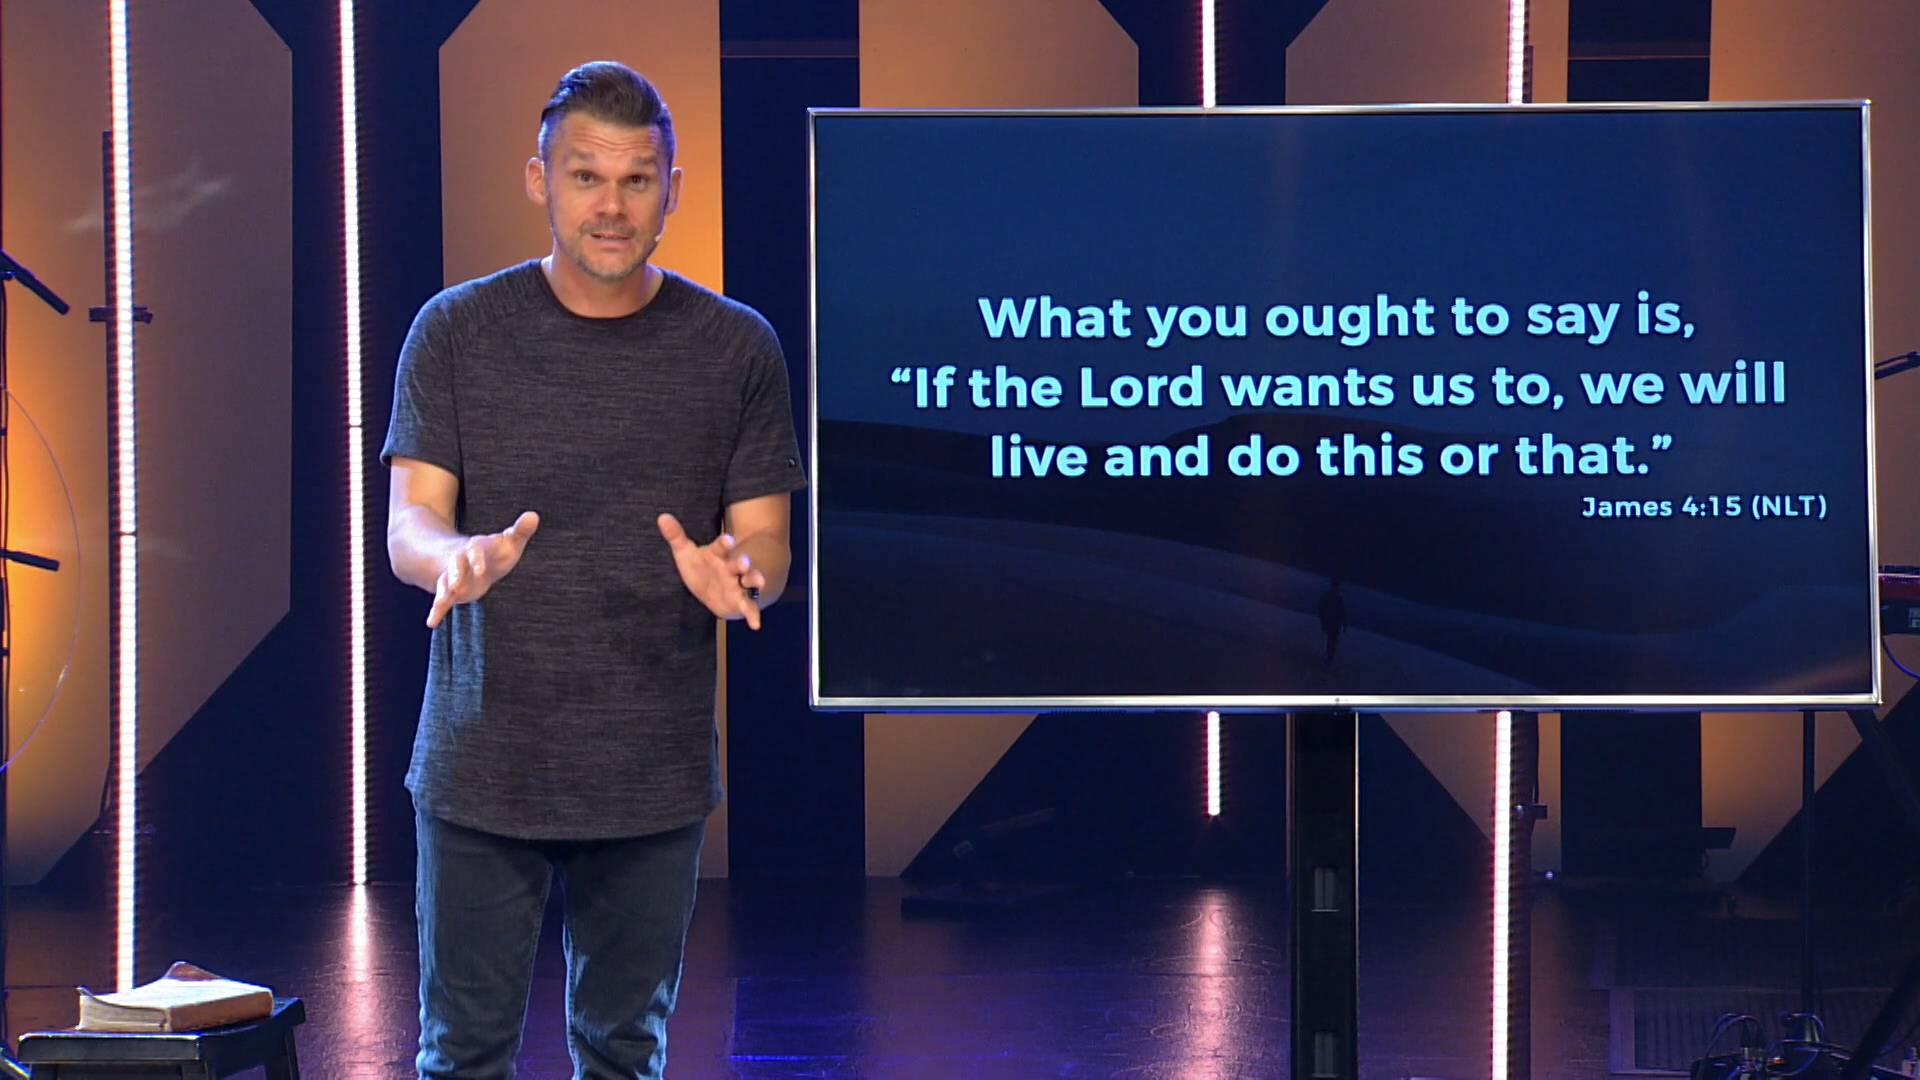 What you ought to say is,
“If the Lord wants us to, we will
live and do this or that.”
James 4:15 (NLT)